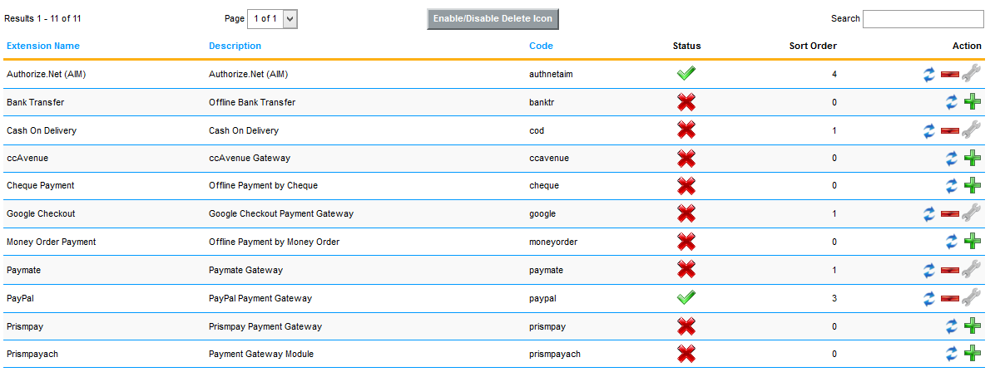 Results 1 - 11 of 11 Page 1 of 1 Enable/Disable Delete Icon Search
Extension Name Description Code Status Sort Order Action
Authorize.Net (AIM) Authorize.Net (AIM) authnetaim 4
Bank Transfer Offline Bank Transfer banktr 0
Cash On Delivery Cash On Delivery cod 1
ccAvenue ccAvenue Gateway ccavenue 0
Cheque Payment Offline Payment by Cheque cheque 0
Google Checkout Google Checkout Payment Gateway google 1
Money Order Payment Offline Payment by Money Order moneyorder 0
Paymate Paymate Gateway paymate 1
PayPal PayPal Payment Gateway paypal 3
Prismpay Prismpay Payment Gateway prismpay 0
Prismpayach Payment Gateway Module prismpayach 0